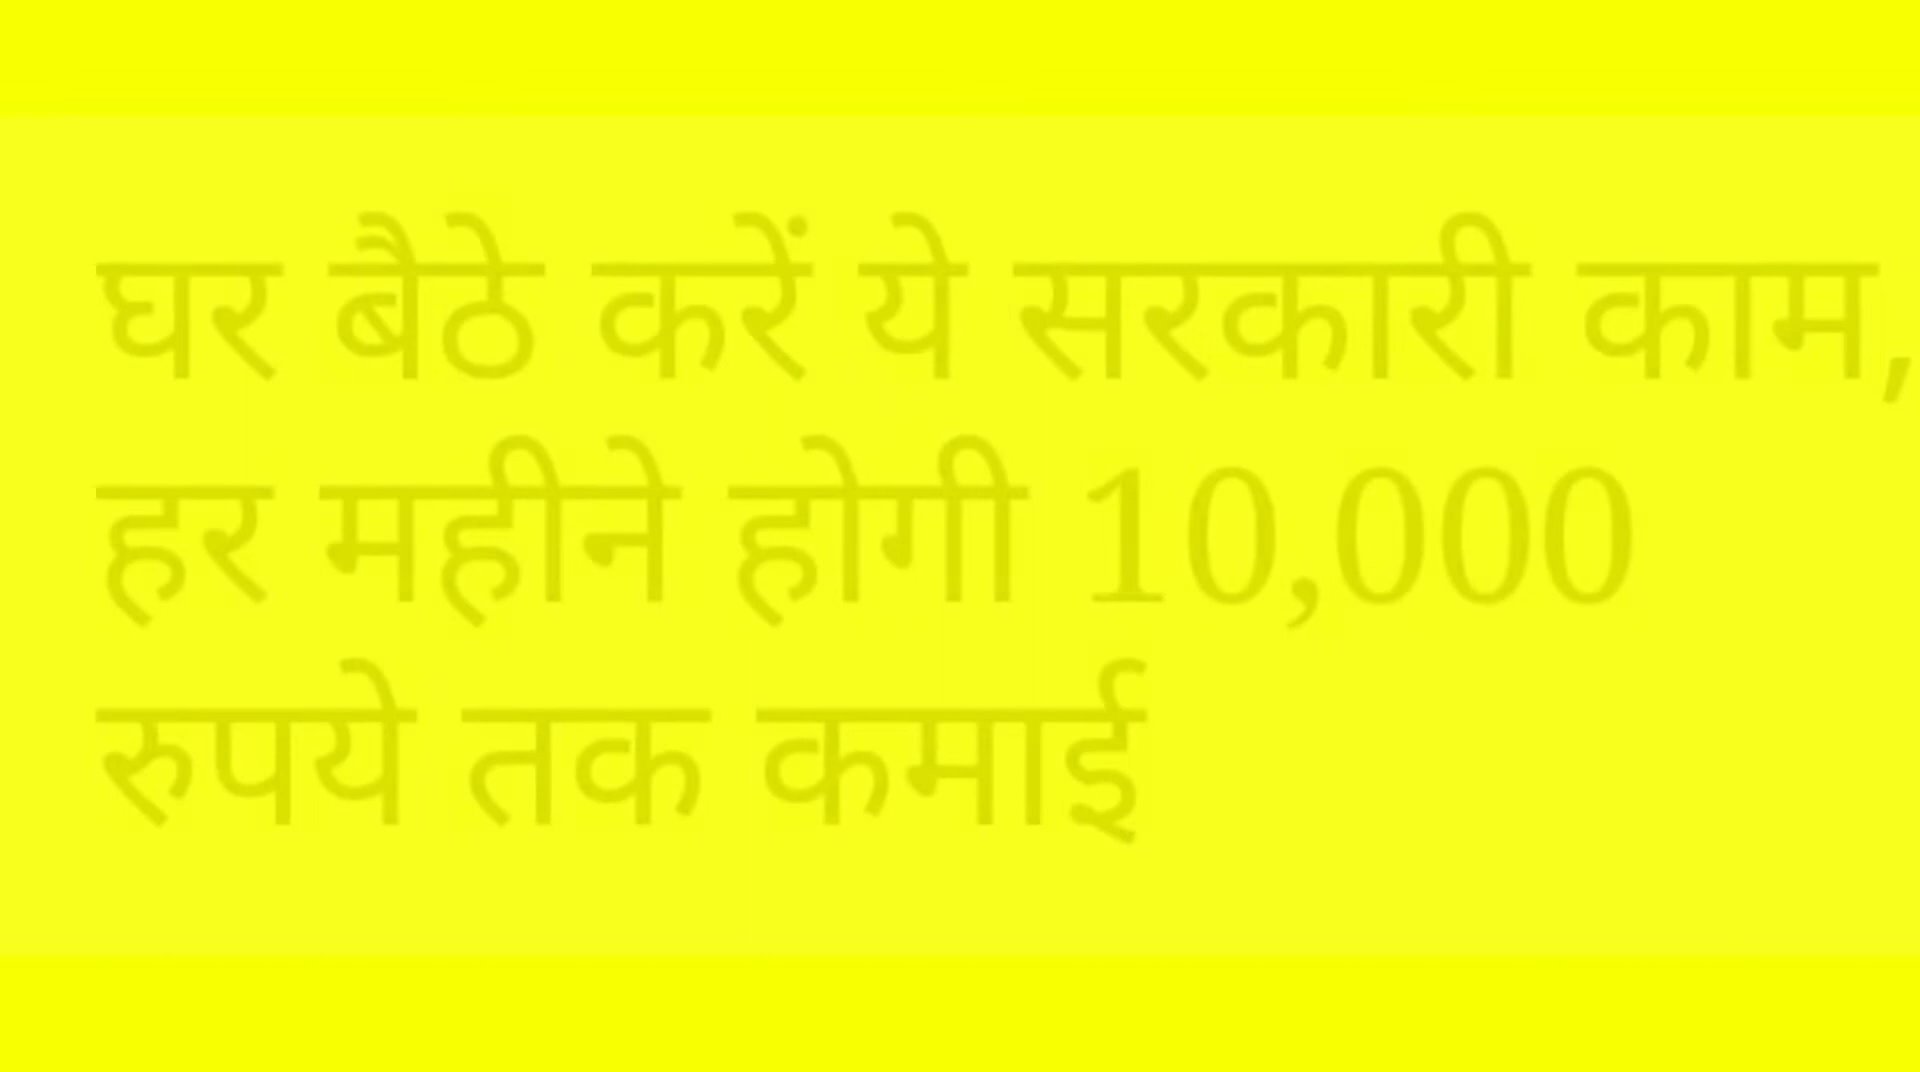 घर बैठे करें ये सरकारी काम,
हर महीने होगी 10,000
रुपये तक कमाई